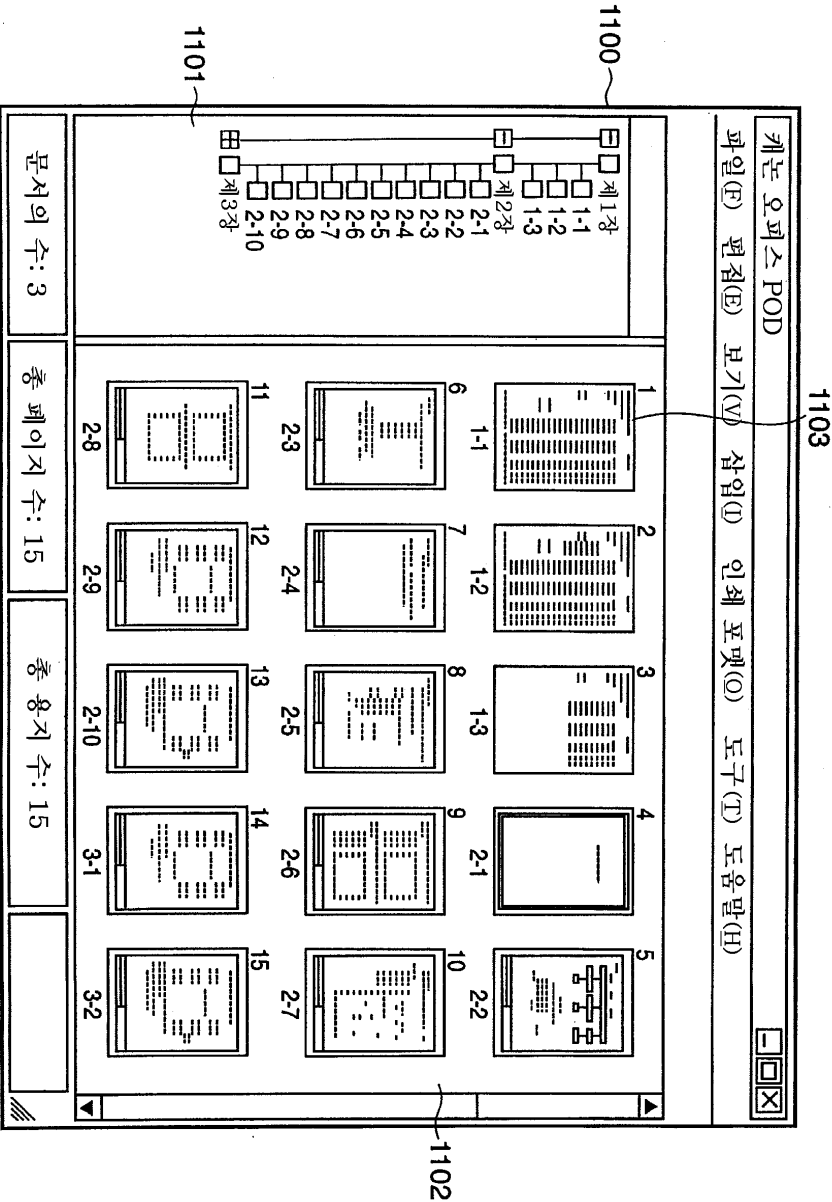 1100
1103
캐논 오피스 POD
파일(F) 편집(E) 보기(V) 삽입(I) 인쇄 포맷(O) 도구(T) 도움말(H)
1101
제1장
1-1
1-2
1-3
제2장
2-1
2-2
2-3
2-4
2-5
2-6
2-7
2-8
2-9
2-10
제3장
1 2 3 4 5
1-1 1-2 1-3 2-1 2-2
6 7 8 9 10
2-3 2-4 2-5 2-6 2-7
11 12 13 14 15
2-8 2-9 2-10 3-1 3-2
1102
문서의 수: 3 총 페이지 수: 15 총 용지 수: 15